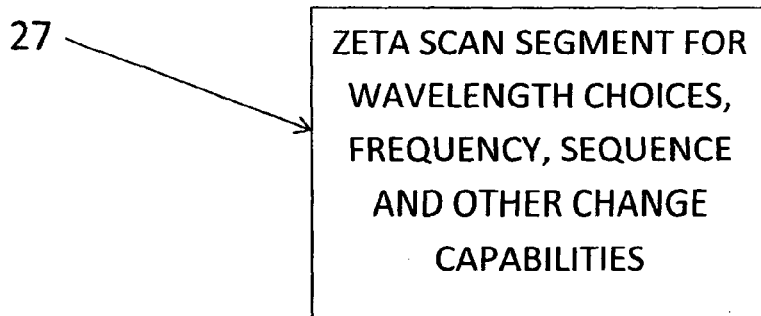 27
ZETA SCAN SEGMENT FOR
WAVELENGTH CHOICES,
FREQUENCY, SEQUENCE
AND OTHER CHANGE
CAPABILITIES